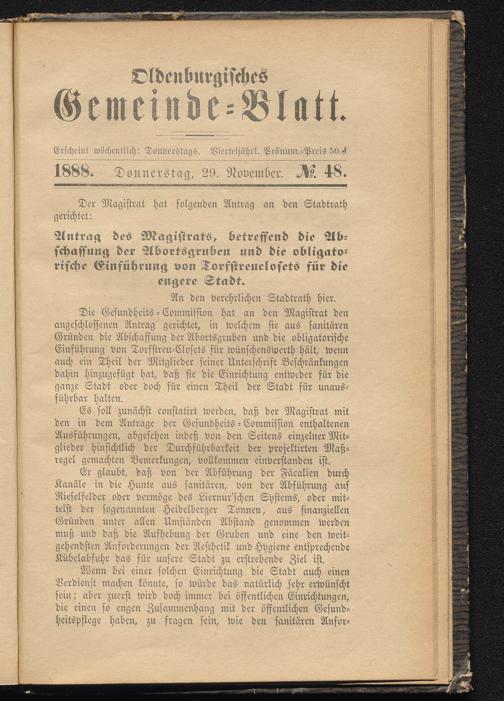 Oldenburgisches
Gemeinde-Blatt.
Erscheint wöchentlich: Donnerstags. Vierteljährl. Pränum.-Preis 50 ₰
1888. Donnerstag, 29. November. № 48.
Der Magistrat hat folgenden Antrag an den Stadtrath
gerichtet:
Antrag des Magistrats, betreffend die Ab-
schaffung der Abortsgruben und die obligato-
rische Einführung von Torfstreuclosets für die
engere Stadt.
An den verehrlichen Stadtrath hier.
Die Gesundheits-Commission hat an den Magistrat den
angeschlossenen Antrag gerichtet, in welchem sie aus sanitären
Gründen die Abschaffung der Abortsgruben und die obligatorische
Einführung von Torfstreu-Closets für wünschenswerth hält, wenn
auch ein Theil der Mitglieder seiner Unterschrift Beschränkungen
dahin hinzugefügt hat, daß sie die Einrichtung entweder für die
ganze Stadt oder doch für einen Theil der Stadt für unaus-
führbar halten.
Es soll zunächst constatirt werden, daß der Magistrat mit
den in dem Antrage der Gesundheits-Commission enthaltenen
Ausführungen, abgesehen indeß von den Seitens einzelner Mit-
glieder hinsichtlich der Durchführbarkeit der projektirten Maß-
regel gemachten Bemerkungen, vollkommen einverstanden ist.
Er glaubt, daß von der Abführung der Fäcalien durch
Kanäle in die Hunte aus sanitären, von der Abführung auf
Rieselfelder oder vermöge des Liernur'schen Systems, oder mit-
telst der sogenannten Heidelberger Tonnen, aus finanziellen
Gründen unter allen Umständen Abstand genommen werden
muß und daß die Aufhebung der Gruben und eine den weit-
gehendsten Anforderungen der Aesthetik und Hygiene entsprechende
Kübelabfuhr das für unsere Stadt zu erstrebende Ziel ist.
Wenn bei einer solchen Einrichtung die Stadt auch einen
Verdienst machen könnte, so würde das natürlich sehr erwünscht
sein; aber zuerst wird doch immer bei öffentlichen Einrichtungen,
die einen so engen Zusammenhang mit der öffentlichen Gesund-
heitspflege haben, zu fragen sein, wie den sanitären Anfor-